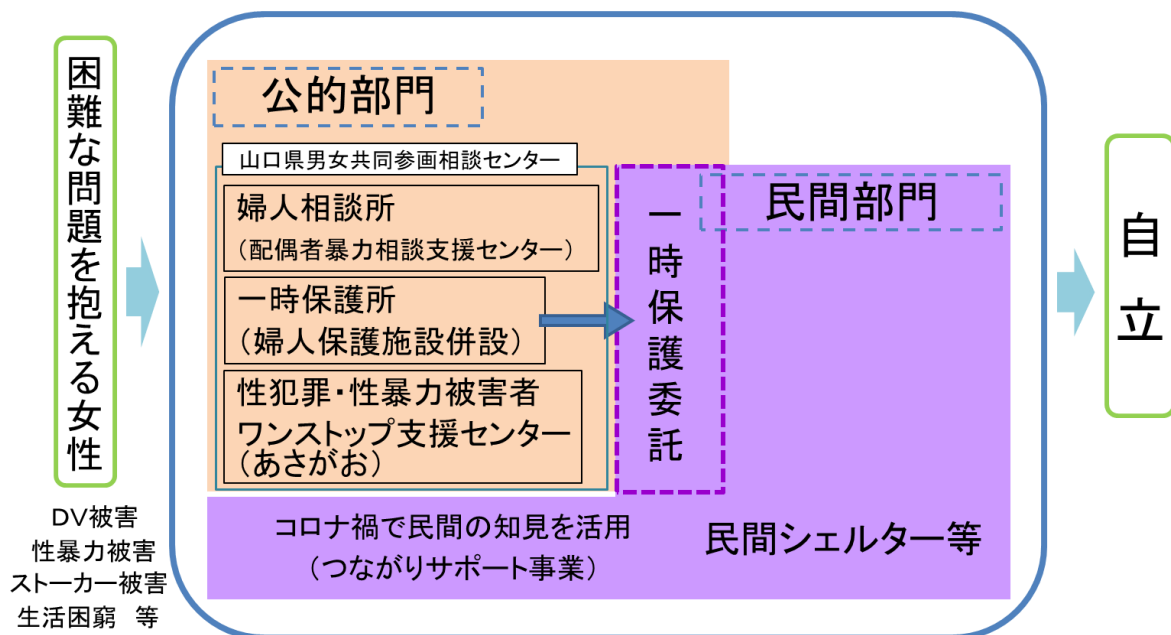 困難な問題を抱える女性
DV被害
性暴力被害
ストーカー被害
生活困窮 等
公的部門
山口県男女共同参画相談センター
婦人相談所
(配偶者暴力相談支援センター)
一時保護所
(婦人保護施設併設)
性犯罪・性暴力被害者
ワンストップ支援センター
(あさがお)
一時保護委託
民間部門
コロナ禍で民間の知見を活用
(つながりサポート事業)
民間シェルター等
自立